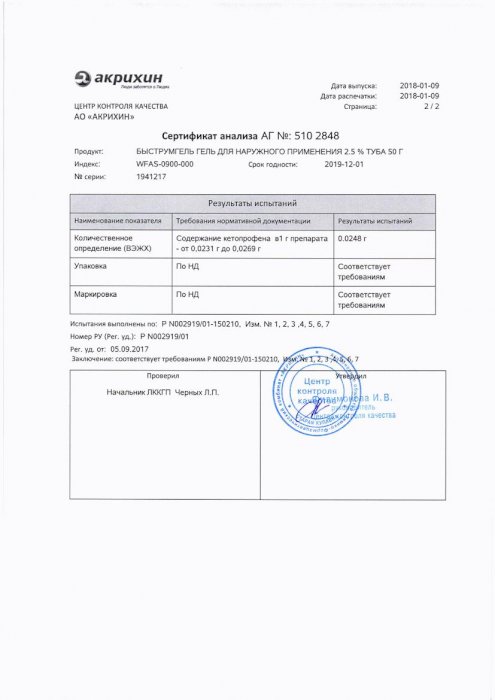 акрихин
Люди заботятся о Людях
Дата выпуска: 2018-01-09
Дата распечатки: 2018-01-09
Страница: 2 / 2
ЦЕНТР КОНТРОЛЯ КАЧЕСТВА
АО «АКРИХИН»
Сертификат анализа АГ №: 510 2848
Продукт: БЫСТРУМГЕЛЬ ГЕЛЬ ДЛЯ НАРУЖНОГО ПРИМЕНЕНИЯ 2.5 % ТУБА 50 Г
Индекс: WFAS-0900-000 Срок годности: 2019-12-01
№ серии: 1941217
Результаты испытаний
Наименование показателя Требования нормативной документации Результаты испытаний
Количественное Содержание кетопрофена в1 г препарата 0.0248 г
определение (ВЭЖХ) - от 0,0231 г до 0,0269 г
Упаковка По НД Соответствует
требованиям
Маркировка По НД Соответствует
требованиям
Испытания выполнены по: Р N002919/01-150210, Изм. № 1, 2, 3 ,4, 5, 6, 7
Номер РУ (Рег. уд.): Р N002919/01
Рег. уд. от: 05.09.2017
Заключение: соответствует требованиям Р N002919/01-150210, Изм. № 1, 2, 3 ,4, 5, 6, 7
Проверил Утвердил
Начальник ЛККГП Черных Л.П.
Центр
контроля
качества
И.В.
контроля качества